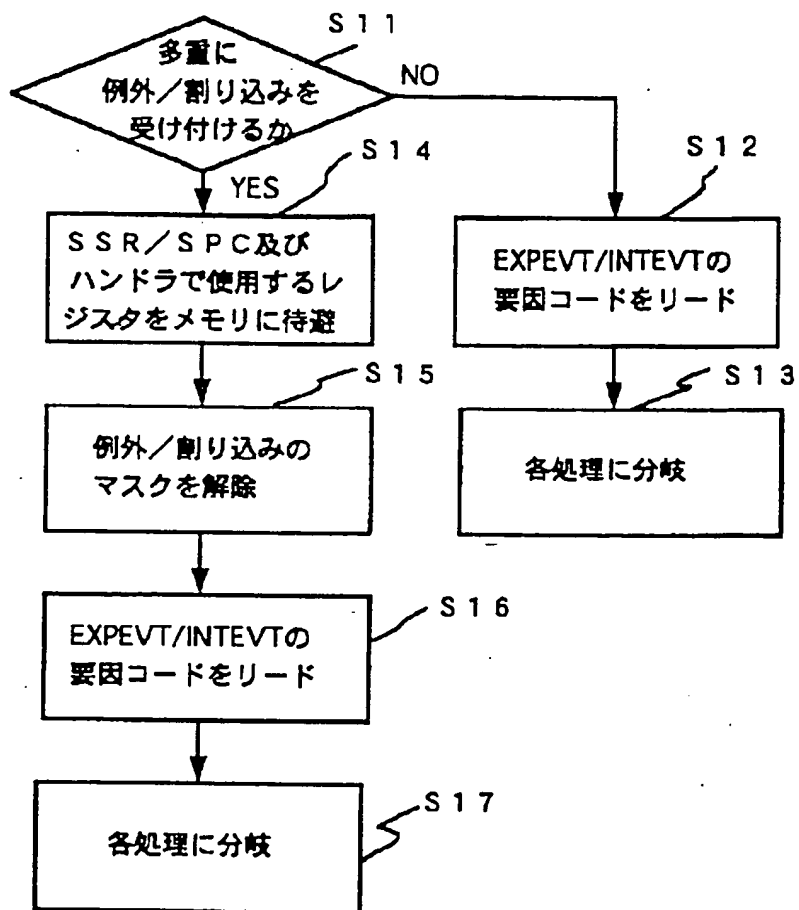 S11
多重に
例外／割り込みを
受け付けるか
NO
YES
S14
SSR／SPC及び
ハンドラで使用するレ
ジスタをメモリに待避
S12
EXPEVT/INTEVTの
要因コードをリード
S13
各処理に分岐
S15
例外／割り込みの
マスクを解除
S16
EXPEVT/INTEVTの
要因コードをリード
S17
各処理に分岐